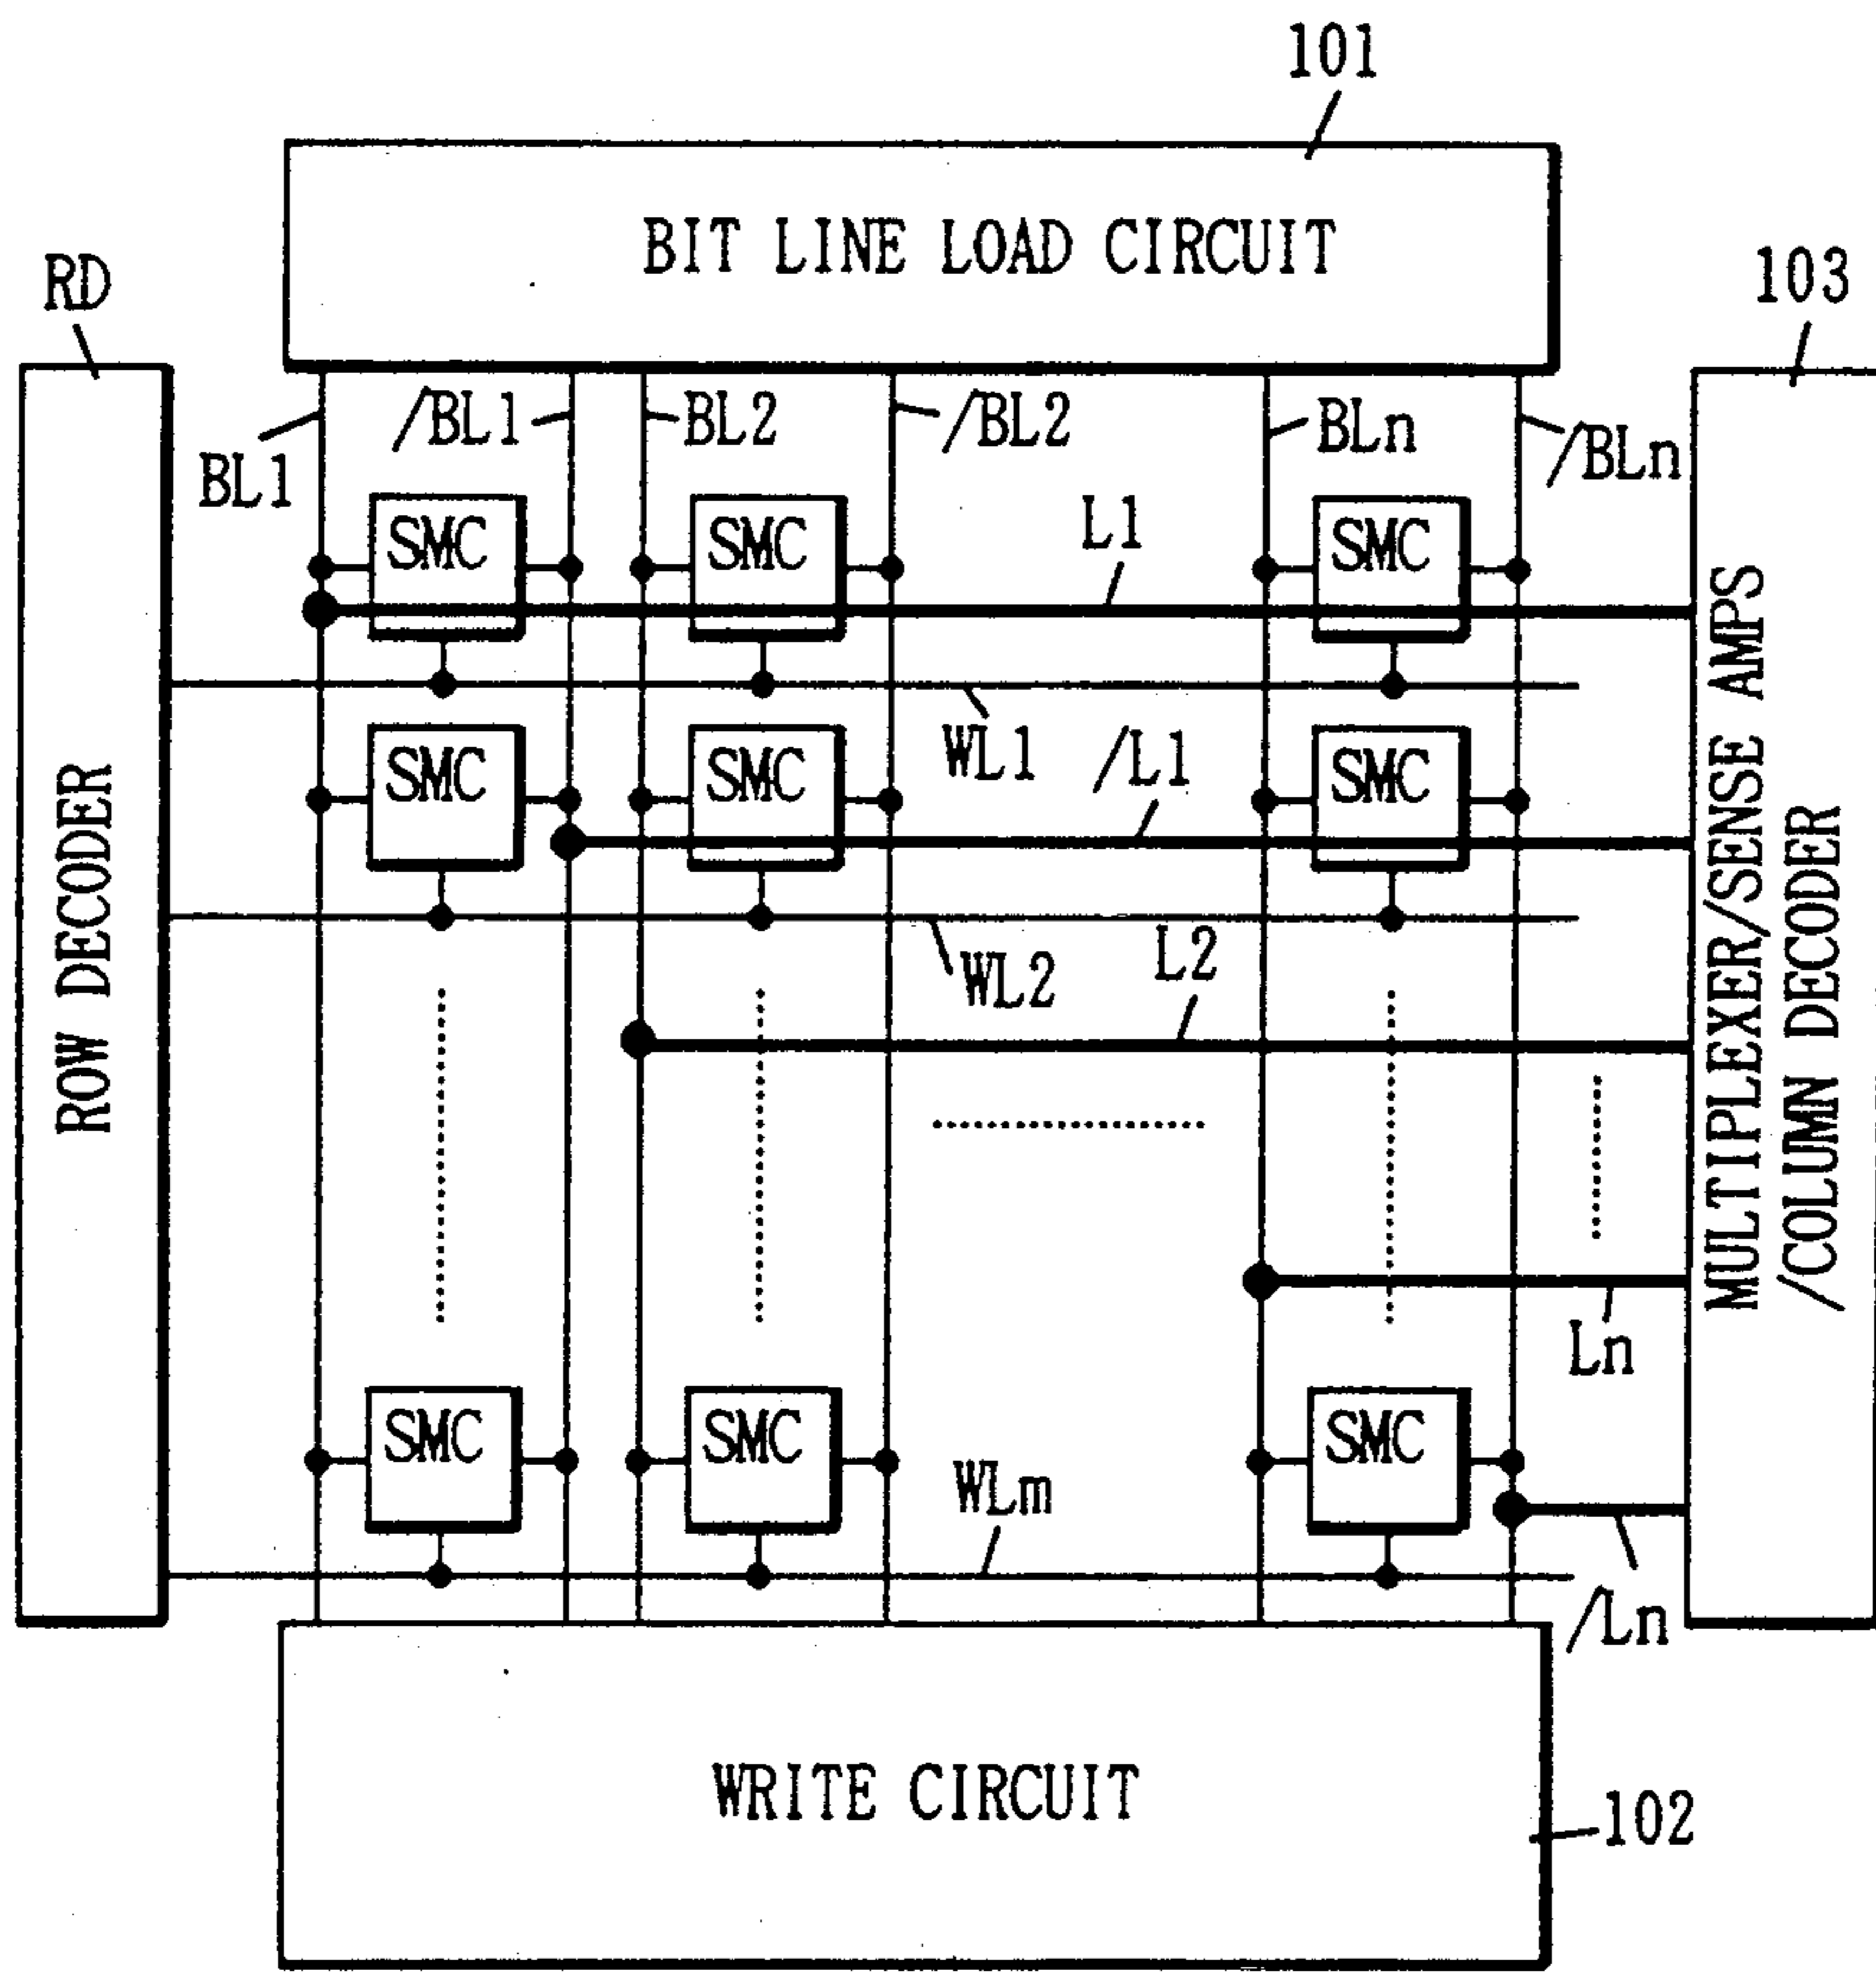 101
BIT LINE LOAD CIRCUIT
RD
103
BL1
/BL1
BL2
/BL2
BLn
/BLn
SMC
SMC
SMC
L1
WL1
SMC
SMC
SMC
/L1
WL2
L2
ROW DECODER
MULTIPLEXER/SENSE AMPS
/COLUMN DECODER
Ln
SMC
SMC
SMC
WLm
/Ln
WRITE CIRCUIT
102